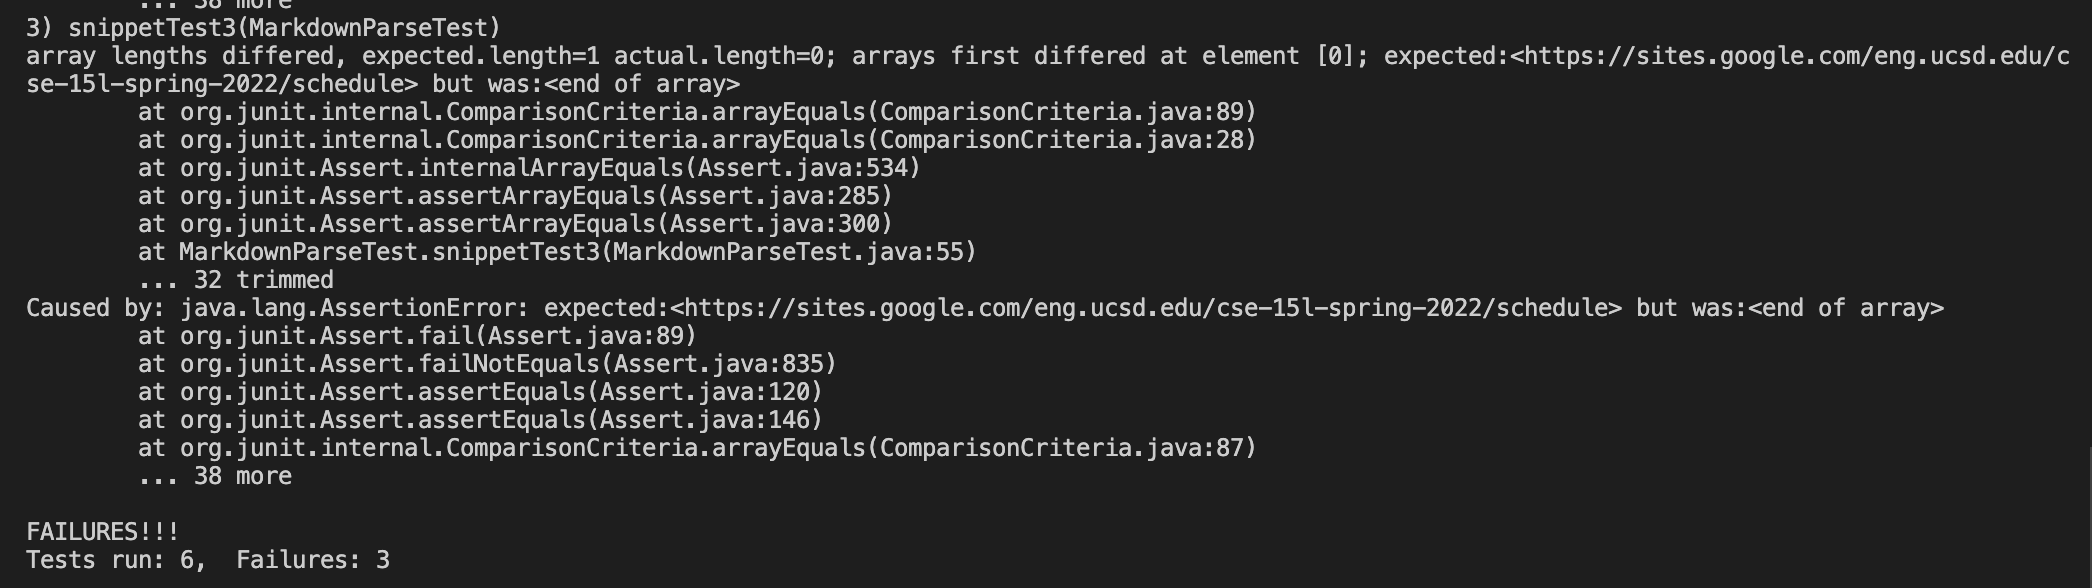 ... 38 more
3) snippetTest3(MarkdownParseTest)
array lengths differed, expected.length=1 actual.length=0; arrays first differed at element [0]; expected:<https://sites.google.com/eng.ucsd.edu/c
se-15l-spring-2022/schedule> but was:<end of array>
        at org.junit.internal.ComparisonCriteria.arrayEquals(ComparisonCriteria.java:89)
        at org.junit.internal.ComparisonCriteria.arrayEquals(ComparisonCriteria.java:28)
        at org.junit.Assert.internalArrayEquals(Assert.java:534)
        at org.junit.Assert.assertArrayEquals(Assert.java:285)
        at org.junit.Assert.assertArrayEquals(Assert.java:300)
        at MarkdownParseTest.snippetTest3(MarkdownParseTest.java:55)
        ... 32 trimmed
Caused by: java.lang.AssertionError: expected:<https://sites.google.com/eng.ucsd.edu/cse-15l-spring-2022/schedule> but was:<end of array>
        at org.junit.Assert.fail(Assert.java:89)
        at org.junit.Assert.failNotEquals(Assert.java:835)
        at org.junit.Assert.assertEquals(Assert.java:120)
        at org.junit.Assert.assertEquals(Assert.java:146)
        at org.junit.internal.ComparisonCriteria.arrayEquals(ComparisonCriteria.java:87)
        ... 38 more
FAILURES!!!
Tests run: 6,  Failures: 3